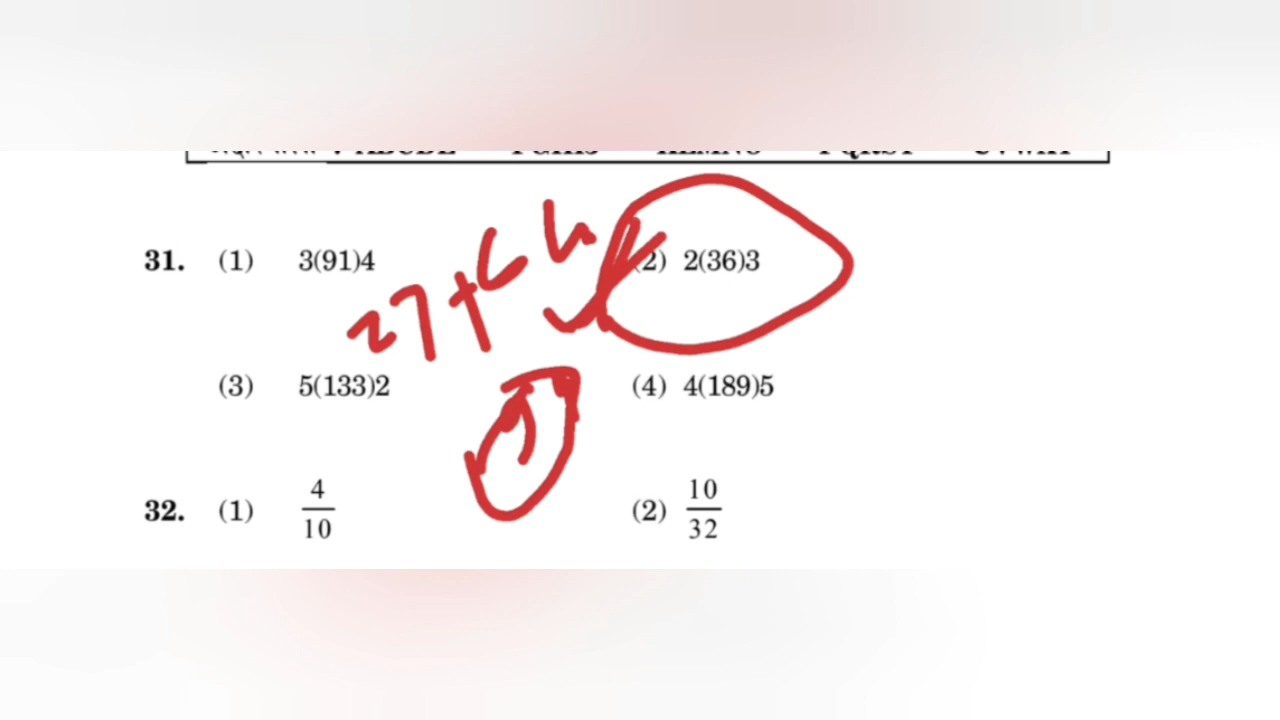 31. (1) 3(91)4 (2) 2(36)3
27+64
(3) 5(133)2 (4) 4(189)5
32. (1) 4/10 (2) 10/32